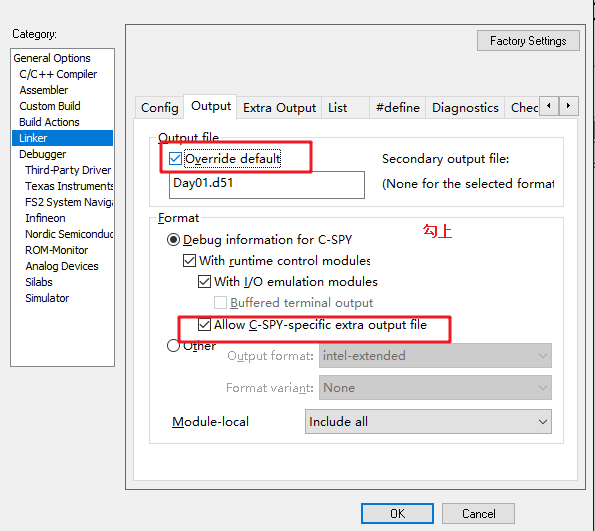 Category:
Factory Settings
General Options
C/C++ Compiler
Assembler
Custom Build
Build Actions
Linker
Debugger
Third-Party Driver
Texas Instruments
FS2 System Naviga
Infineon
Nordic Semiconduc
ROM-Monitor
Analog Devices
Silabs
Simulator
Config
Output
Extra Output
List
#define
Diagnostics
Chec
Output file
Override default
Secondary output file:
Day01.d51
(None for the selected format
Format
勾上
Debug information for C-SPY
With runtime control modules
With I/O emulation modules
Buffered terminal output
Allow C-SPY-specific extra output file
Other
Output format:
intel-extended
Format variant:
None
Module-local
Include all
OK
Cancel